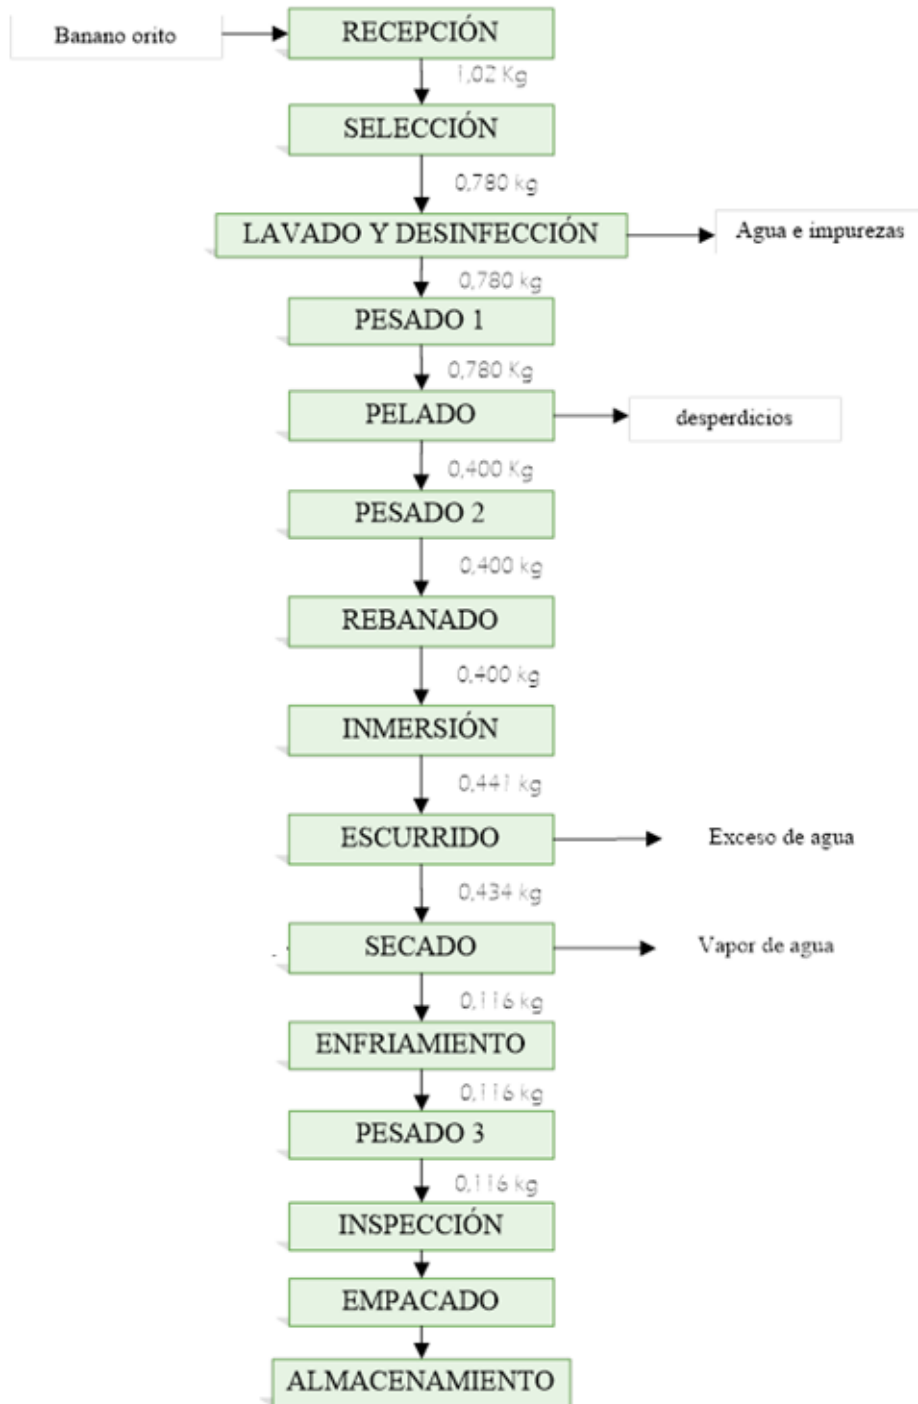 Banano orito
RECEPCIÓN
1,02 Kg
SELECCIÓN
0,780 kg
LAVADO Y DESINFECCIÓN
Agua e impurezas
0,780 kg
PESADO 1
0,780 Kg
PELADO
desperdicios
0,400 Kg
PESADO 2
0,400 kg
REBANADO
0,400 kg
INMERSIÓN
0,441 kg
ESCURRIDO
Exceso de agua
0,434 kg
SECADO
Vapor de agua
0,116 kg
ENFRIAMIENTO
0,116 kg
PESADO 3
0,116 kg
INSPECCIÓN
EMPACADO
ALMACENAMIENTO